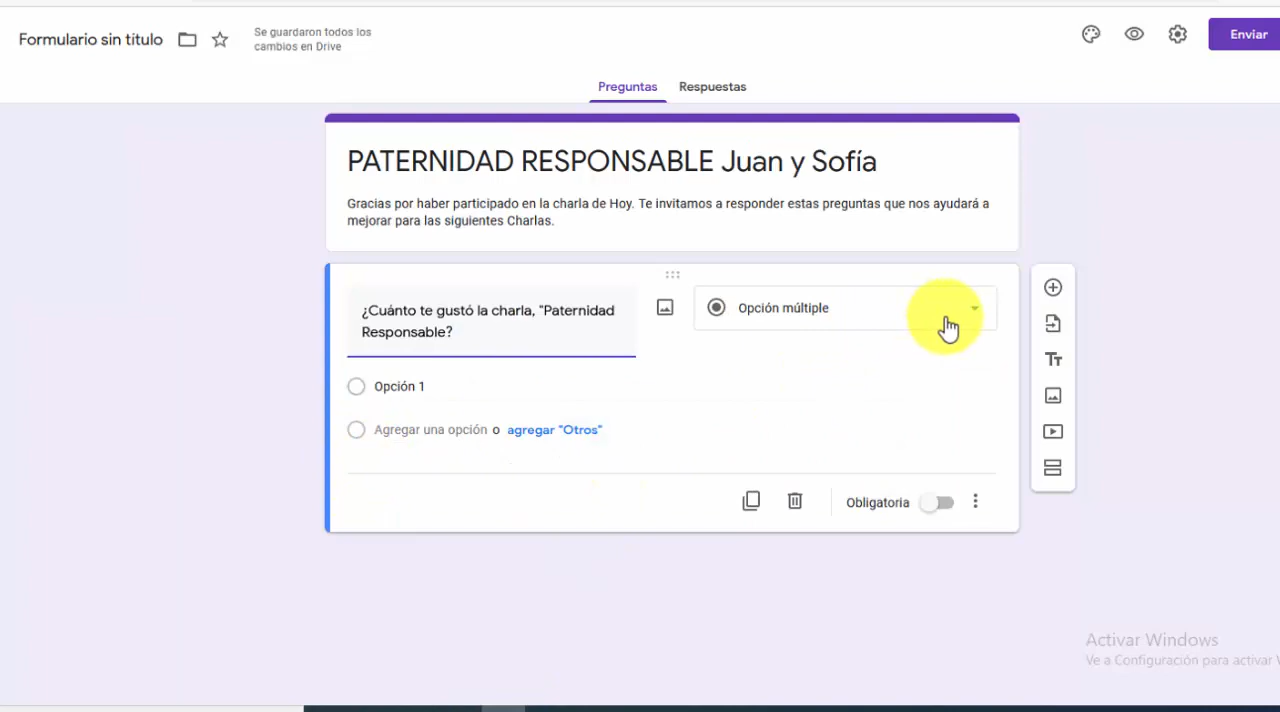 Formulario sin título
Se guardaron todos los
cambios en Drive
Enviar
Preguntas
Respuestas
PATERNIDAD RESPONSABLE Juan y Sofía
Gracias por haber participado en la charla de Hoy. Te invitamos a responder estas preguntas que nos ayudará a
mejorar para las siguientes Charlas.
¿Cuánto te gustó la charla, "Paternidad
Responsable?
Opción múltiple
Opción 1
Agregar una opción o agregar "Otros"
Obligatoria
Tt
Activar Windows
Ve a Configuración para activar